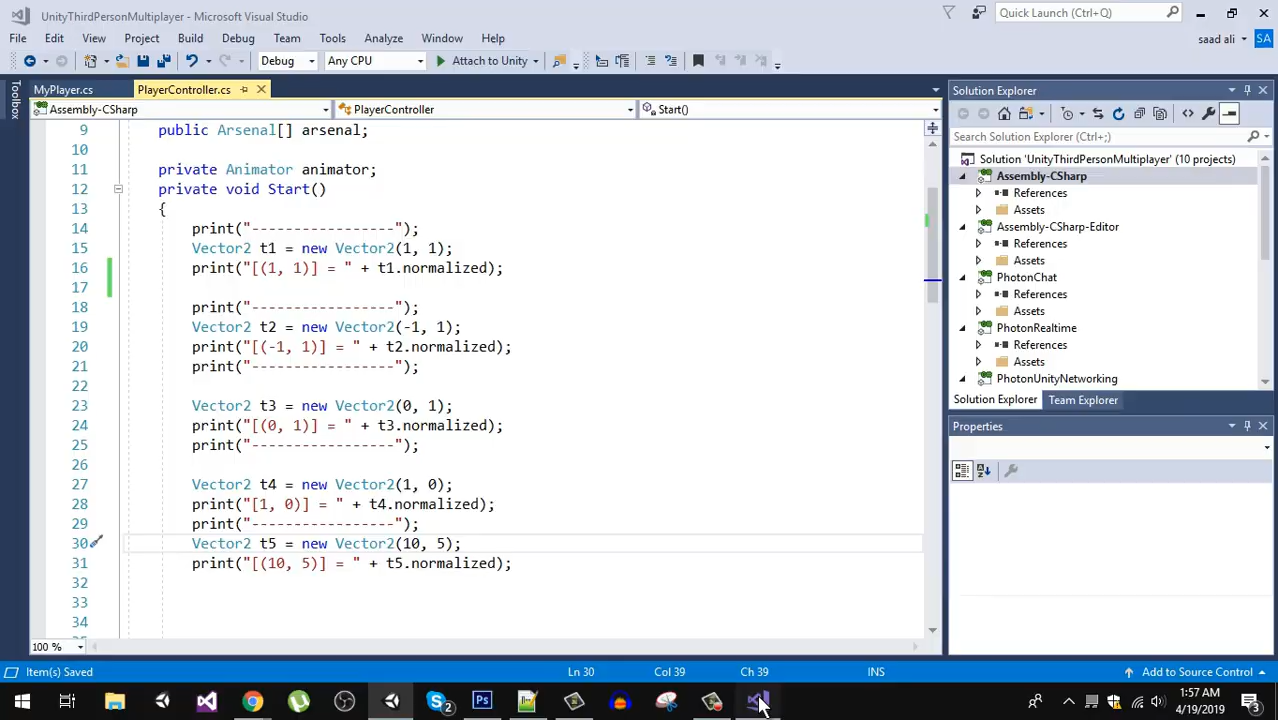 UnityThirdPersonMultiplayer - Microsoft Visual Studio
Quick Launch (Ctrl+Q)
File Edit View Project Build Debug Team Tools Analyze Window Help
saad ali SA
Debug Any CPU Attach to Unity
Toolbox
MyPlayer.cs PlayerController.cs
Assembly-CSharp PlayerController Start()
9 public Arsenal[] arsenal;
10
11 private Animator animator;
12 private void Start()
13 {
14 print("-----------------");
15 Vector2 t1 = new Vector2(1, 1);
16 print("[(1, 1)] = " + t1.normalized);
17
18 print("-----------------");
19 Vector2 t2 = new Vector2(-1, 1);
20 print("[(-1, 1)] = " + t2.normalized);
21 print("-----------------");
22
23 Vector2 t3 = new Vector2(0, 1);
24 print("[(0, 1)] = " + t3.normalized);
25 print("-----------------");
26
27 Vector2 t4 = new Vector2(1, 0);
28 print("[1, 0)] = " + t4.normalized);
29 print("-----------------");
30 Vector2 t5 = new Vector2(10, 5);
31 print("[(10, 5)] = " + t5.normalized);
32
33
34
100 %
Solution Explorer
Search Solution Explorer (Ctrl+;)
Solution 'UnityThirdPersonMultiplayer' (10 projects)
Assembly-CSharp
References
Assets
Assembly-CSharp-Editor
References
Assets
PhotonChat
References
Assets
PhotonRealtime
References
Assets
PhotonUnityNetworking
Solution Explorer Team Explorer
Properties
Item(s) Saved Ln 30 Col 39 Ch 39 INS Add to Source Control
2 Ps 1:57 AM
4/19/2019 3